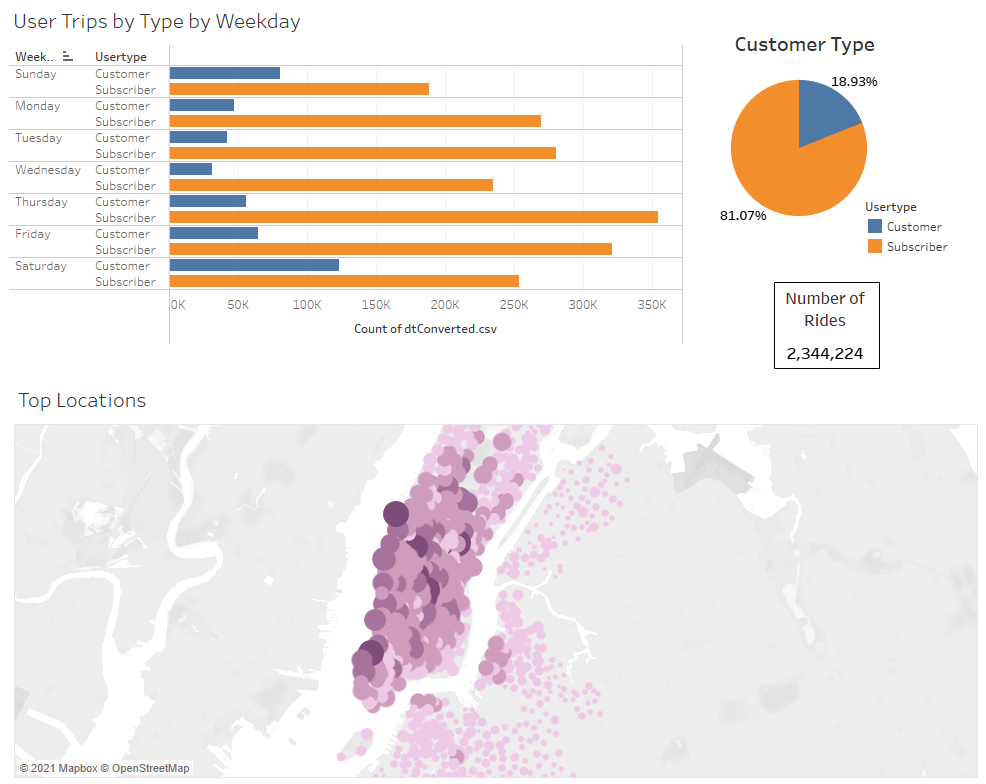 User Trips by Type by Weekday
Week.. Usertype
Sunday Customer
Subscriber
Monday Customer
Subscriber
Tuesday Customer
Subscriber
Wednesday Customer
Subscriber
Thursday Customer
Subscriber
Friday Customer
Subscriber
Saturday Customer
Subscriber
0K 50K 100K 150K 200K 250K 300K 350K
Count of dtConverted.csv
Customer Type
18.93%
81.07%
Usertype
Customer
Subscriber
Number of
Rides
2,344,224
Top Locations
© 2021 Mapbox © OpenStreetMap